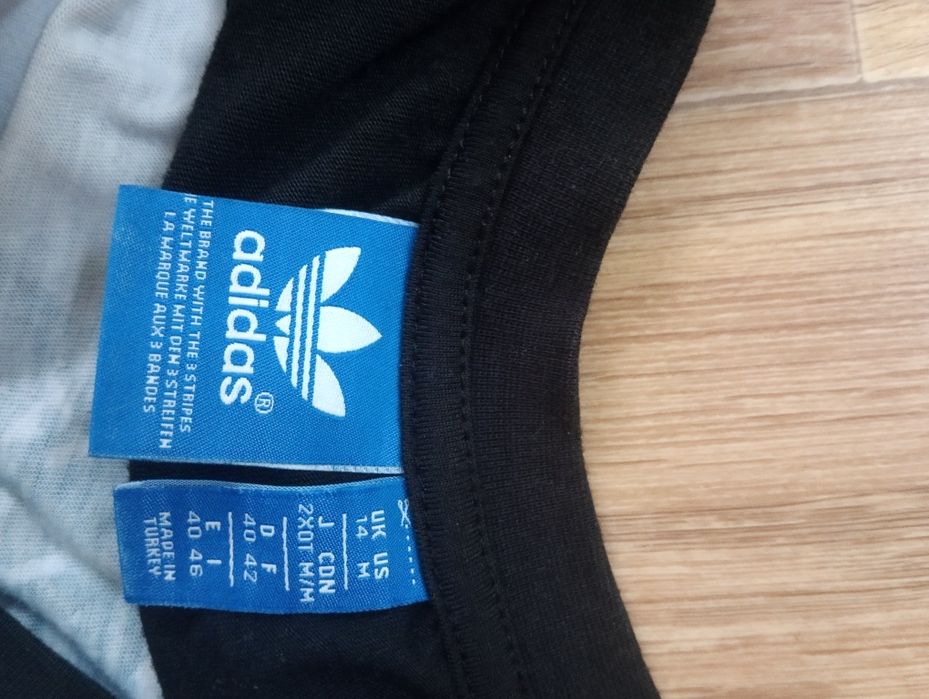 adidas®
THE BRAND WITH THE 3 STRIPES
E WELTMARKE MIT DEN 3 STREIFEN
LA MARQUE AUX 3 BANDES
UK US
14 M
J CDN
2XOT M/M
D F
40 42
E I
40 46
MADE IN
TURKEY